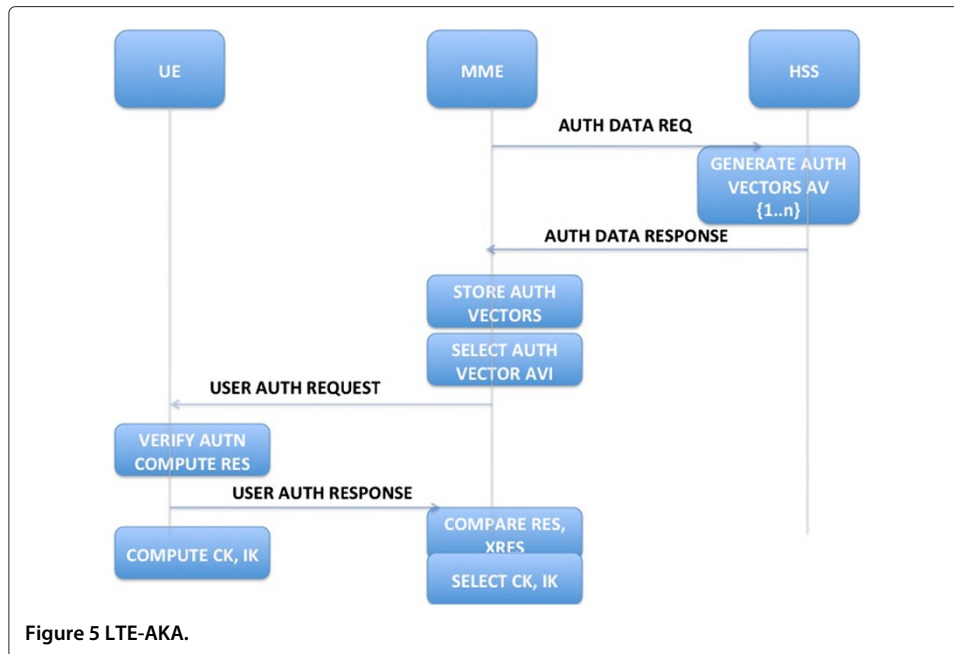 UE
MME
HSS
AUTH DATA REQ
GENERATE AUTH
VECTORS AV
{1..n}
AUTH DATA RESPONSE
STORE AUTH
VECTORS
SELECT AUTH
VECTOR AVI
USER AUTH REQUEST
VERIFY AUTN
COMPUTE RES
USER AUTH RESPONSE
COMPARE RES,
XRES
COMPUTE CK, IK
SELECT CK, IK
Figure 5 LTE-AKA.